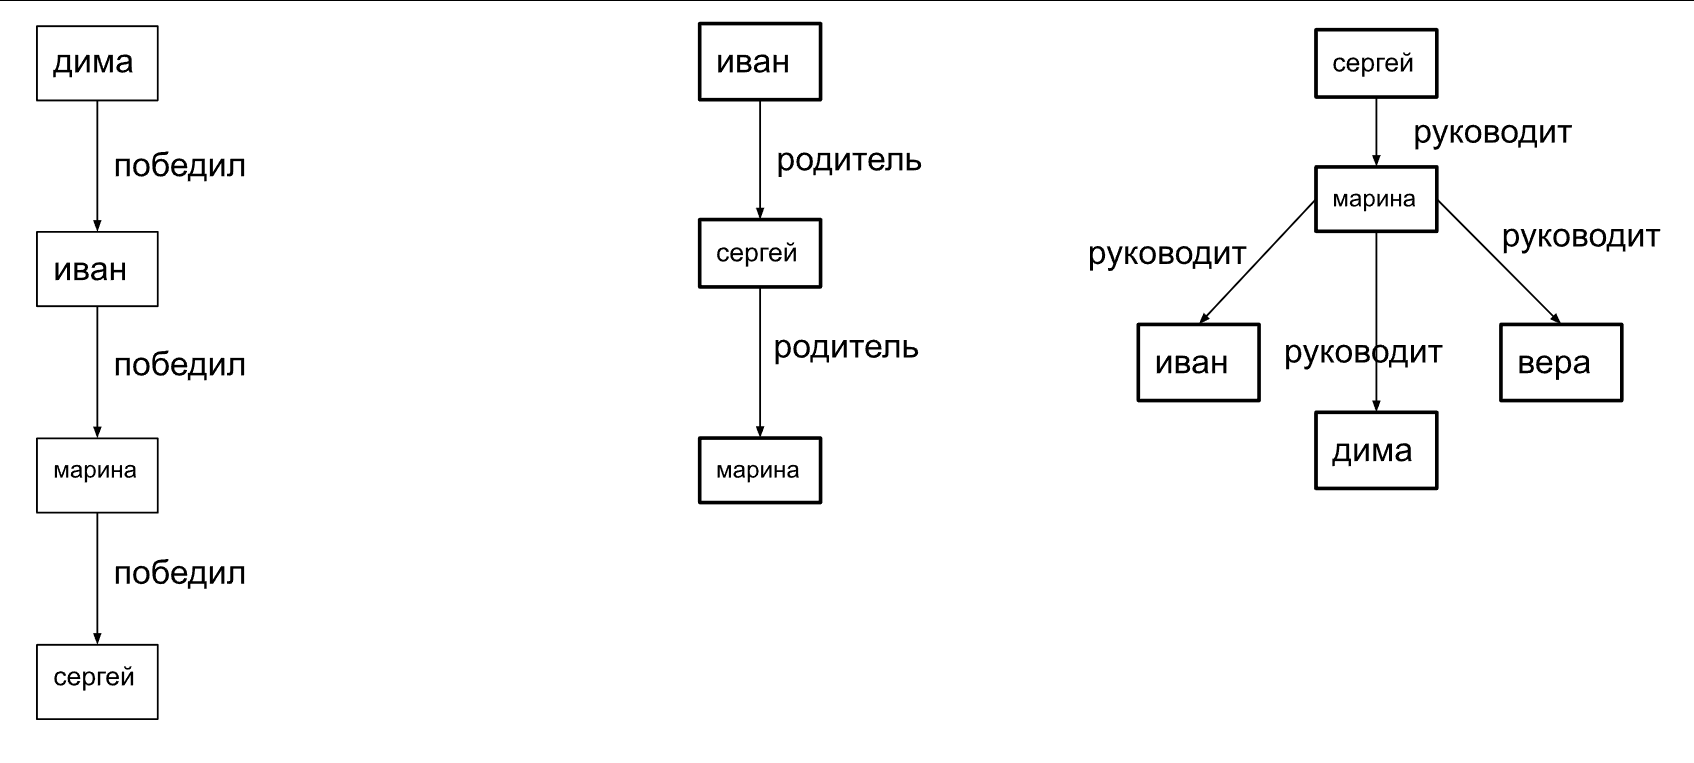 дима
победил
иван
победил
марина
победил
сергей
иван
родитель
сергей
родитель
марина
сергей
руководит
марина
руководит
руководит
иван
руководит
вера
дима